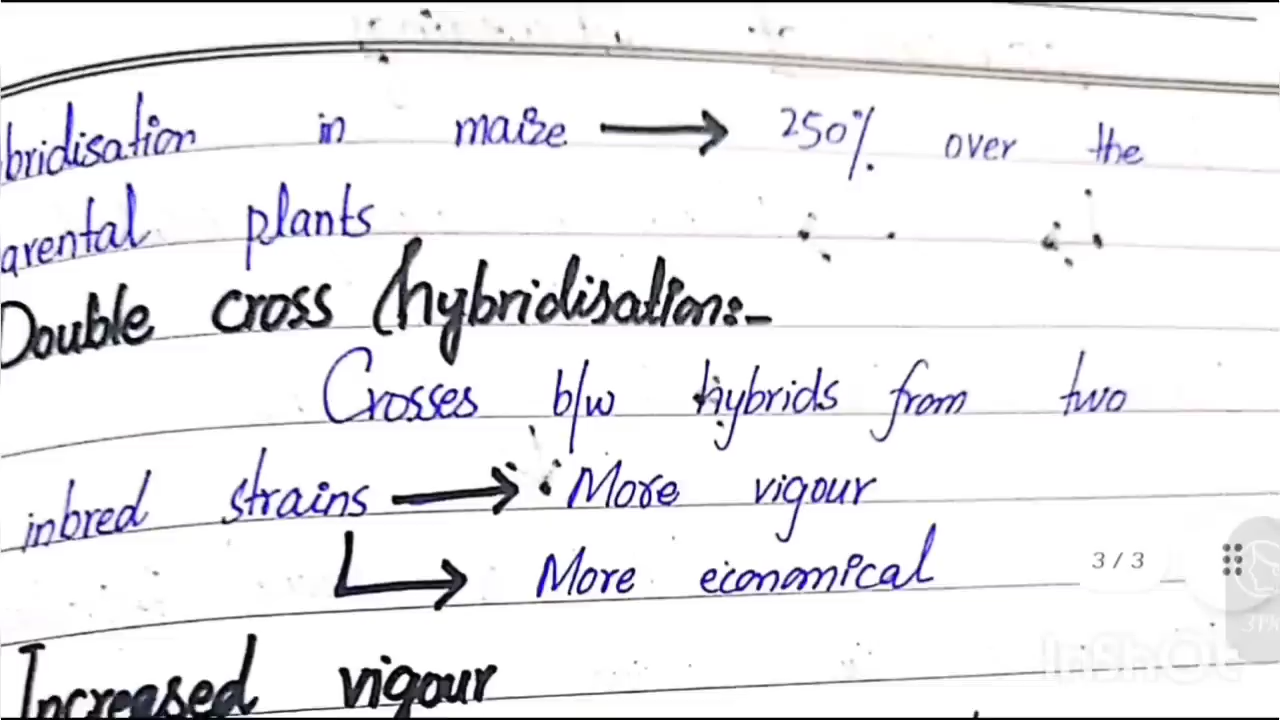 bridisation in maize → 250% over the
arental plants
Double cross (hybridisation:-
Crosses b/w hybrids from two
inbred strains → More vigour
↳ More economical
3 / 3
Increased vigour
InShOt